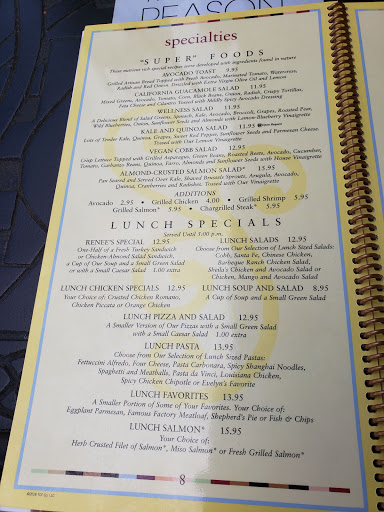 REASON
specialties
"SUPER" FOODS
These nutrient rich special recipes were developed with ingredients found in nature
AVOCADO TOAST 9.95
Grilled Artisan Bread Topped with Fresh Avocado, Marinated Tomato, Watercress,
Radish and Red Onion. Drizzled with Extra Virgin Olive Oil and Lemon
CALIFORNIA GUACAMOLE SALAD 11.95
Mixed Greens, Avocado, Tomato, Corn, Black Beans, Onion, Radish, Crispy Tortillas,
Feta Cheese and Cilantro Tossed with Mildly Spicy Avocado Dressing
WELLNESS SALAD 11.95
A Delicious Blend of Salad Greens, Spinach, Kale, Avocado, Broccoli, Grapes, Roasted Pear,
Wild Blueberries, Onion, Sunflower Seeds and Almonds with Lemon-Blueberry Vinaigrette
KALE AND QUINOA SALAD 11.95
Lots of Tender Kale, Quinoa, Grapes, Sweet Red Pepper, Sunflower Seeds and Parmesan Cheese.
Tossed with Our Lemon Vinaigrette
VEGAN COBB SALAD 12.95
Crisp Lettuce Topped with Grilled Asparagus, Green Beans, Roasted Beets, Avocado, Cucumber,
Tomato, Garbanzo Beans, Quinoa, Farro, Almonds and Sunflower Seeds with House Vinaigrette
ALMOND-CRUSTED SALMON SALAD* 15.95
Pan Seared and Served Over Kale, Shaved Brussels Sprouts, Arugula, Avocado,
Quinoa, Cranberries and Radishes. Tossed with Our Vinaigrette
ADDITIONS
Avocado 2.95 • Grilled Chicken 4.00 • Grilled Shrimp 5.95
Grilled Salmon* 5.95 • Chargrilled Steak* 5.95
LUNCH SPECIALS
Served Until 5:00 p.m.
RENEE'S SPECIAL 12.95
One-Half of a Fresh Turkey Sandwich
or Chicken-Almond Salad Sandwich,
a Cup of Our Soup and a Small Green Salad
or with a Small Caesar Salad 1.00 extra
LUNCH SALADS 12.95
Choose from Our Selection of Lunch Sized Salads:
Cobb, Santa Fe, Chinese Chicken,
Barbeque Ranch Chicken Salad,
Sheila's Chicken and Avocado Salad or
Chicken, Mango and Avocado Salad
LUNCH CHICKEN SPECIALS 12.95
Your Choice of: Crusted Chicken Romano,
Chicken Piccata or Orange Chicken
LUNCH SOUP AND SALAD 8.95
A Cup of Soup and a Small Green Salad
LUNCH PIZZA AND SALAD 12.95
A Smaller Version of Our Pizzas with a Small Green Salad
or with a Small Caesar Salad 1.00 extra
LUNCH PASTA 13.95
Choose from Our Selection of Lunch Sized Pastas:
Fettuccini Alfredo, Four Cheese, Pasta Carbonara, Spicy Shanghai Noodles,
Spaghetti and Meatballs, Pasta da Vinci, Louisiana Chicken,
Spicy Chicken Chipotle or Evelyn's Favorite
LUNCH FAVORITES 13.95
A Smaller Portion of Some of Your Favorites. Your Choice of:
Eggplant Parmesan, Famous Factory Meatloaf, Shepherd's Pie or Fish & Chips
LUNCH SALMON* 15.95
Your Choice of:
Herb Crusted Filet of Salmon*, Miso Salmon* or Fresh Grilled Salmon*
8